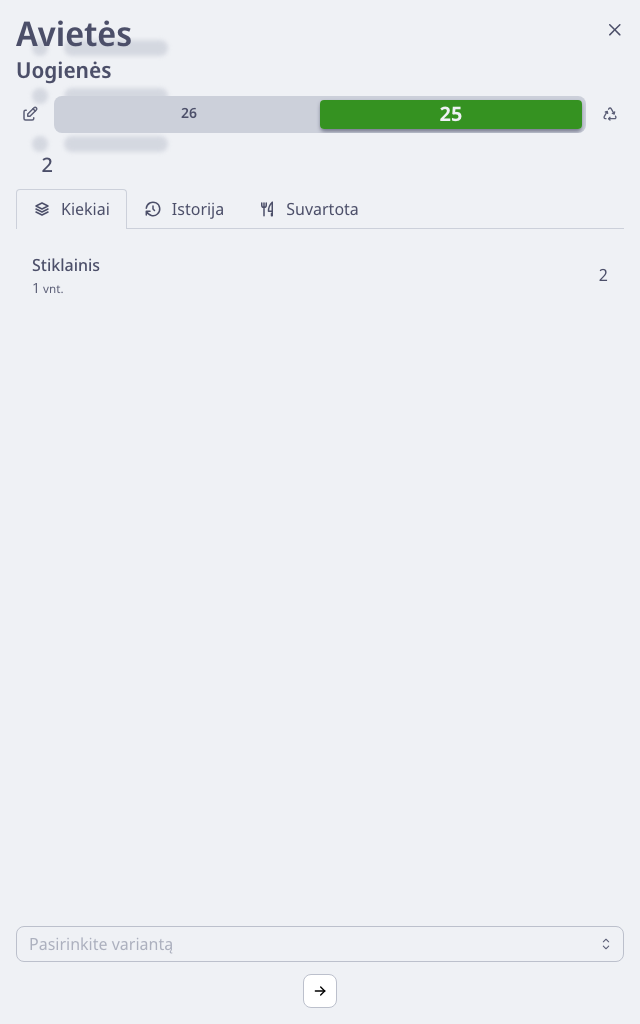 Avietės
Uogienės
26
25
2
Kiekiai
Istorija
Suvartota
Stiklainis
1 vnt.
2
Pasirinkite variantą